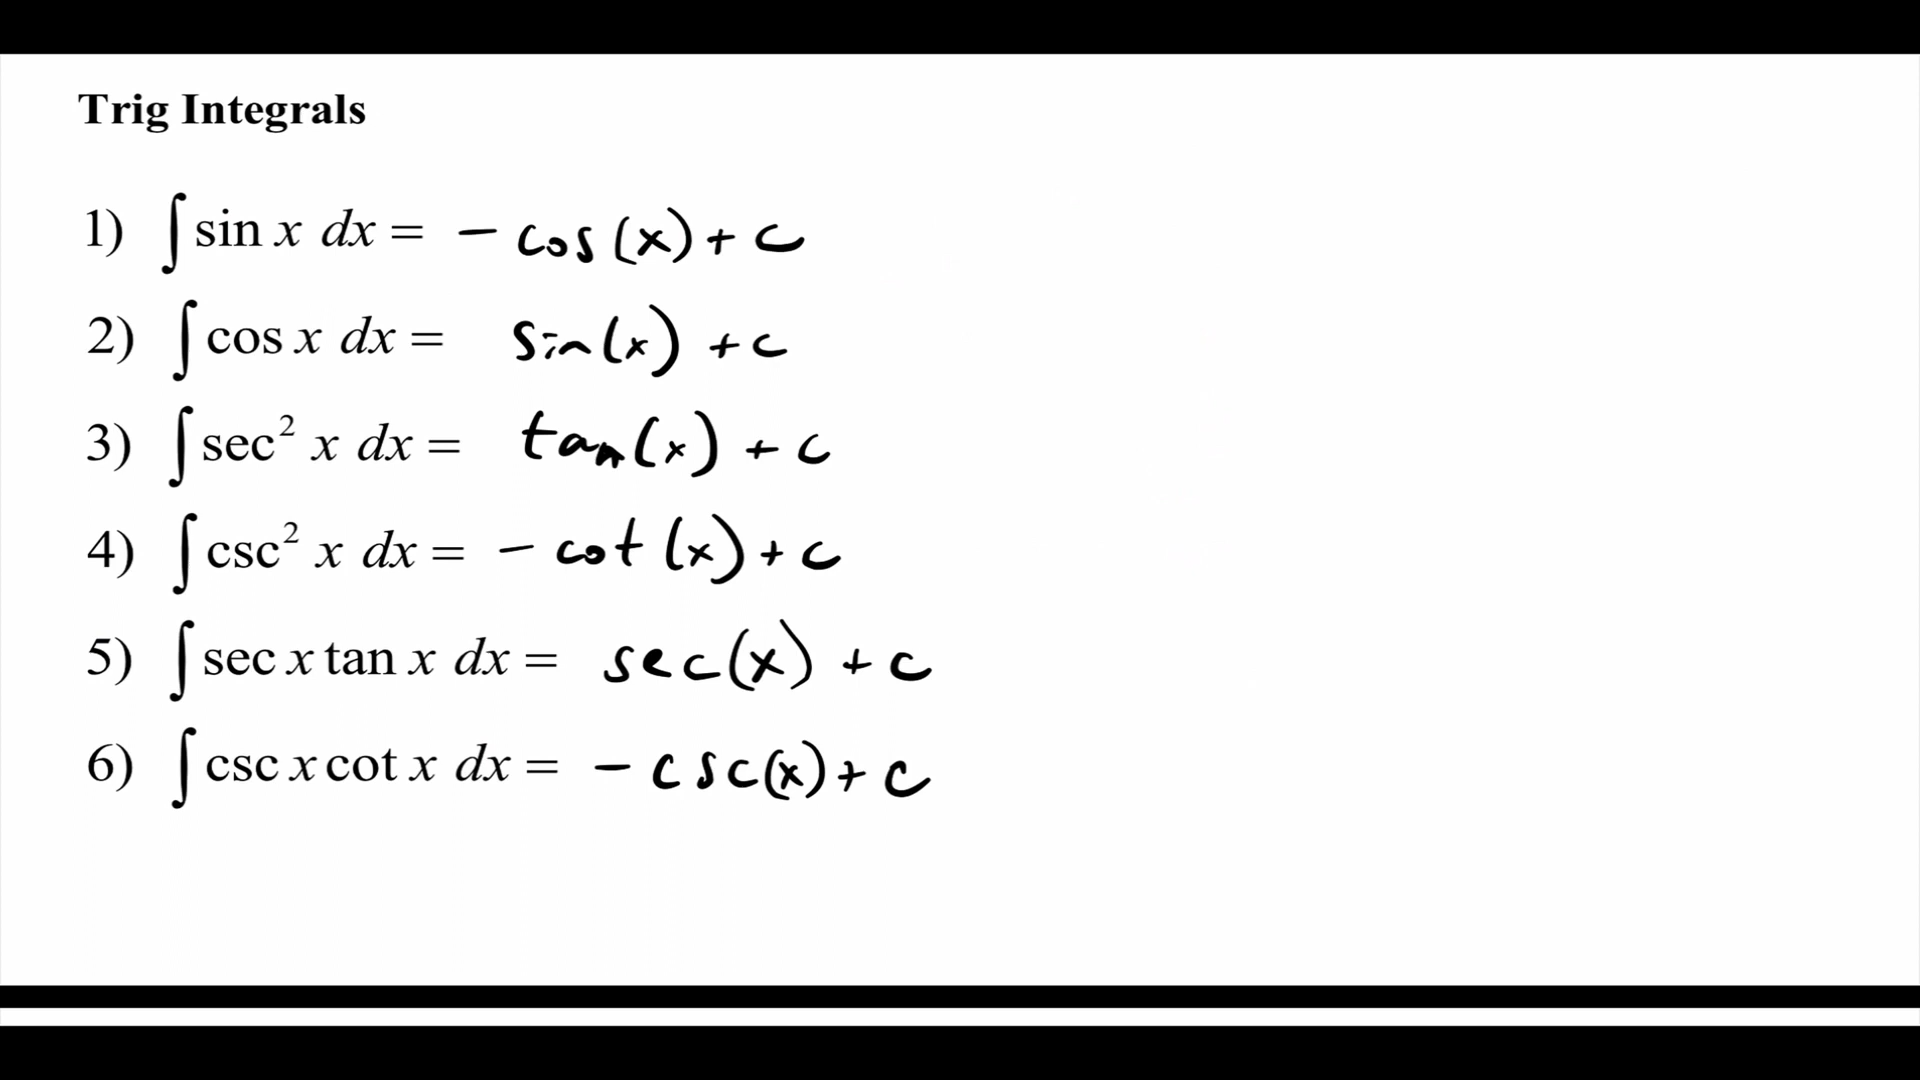 Trig Integrals
1) ∫ sin x dx = - cos(x) + c
2) ∫ cos x dx = sin(x) + c
3) ∫ sec² x dx = tan(x) + c
4) ∫ csc² x dx = - cot(x) + c
5) ∫ sec x tan x dx = sec(x) + c
6) ∫ csc x cot x dx = - csc(x) + c